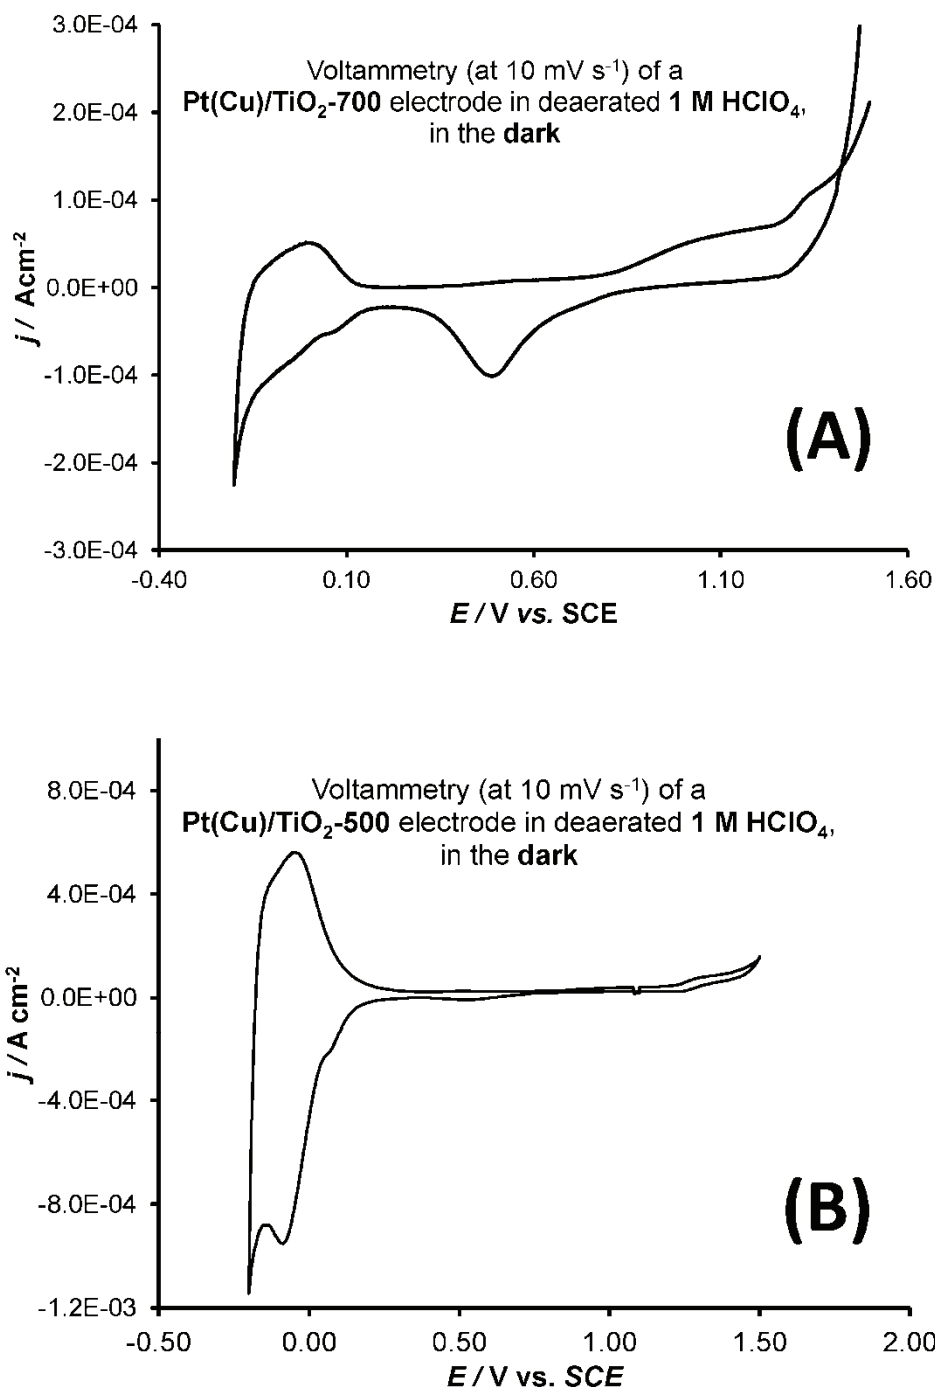 3.0E-04
Voltammetry (at 10 mV s⁻¹) of a
Pt(Cu)/TiO₂-700 electrode in deaerated 1 M HClO₄,
in the dark
2.0E-04
1.0E-04
0.0E+00
-1.0E-04
-2.0E-04
-3.0E-04
j / Acm⁻²
(A)
-0.40
0.10
0.60
1.10
1.60
E / V vs. SCE
Voltammetry (at 10 mV s⁻¹) of a
Pt(Cu)/TiO₂-500 electrode in deaerated 1 M HClO₄,
in the dark
8.0E-04
4.0E-04
0.0E+00
-4.0E-04
-8.0E-04
-1.2E-03
j / A cm⁻²
(B)
-0.50
0.00
0.50
1.00
1.50
2.00
E / V vs. SCE